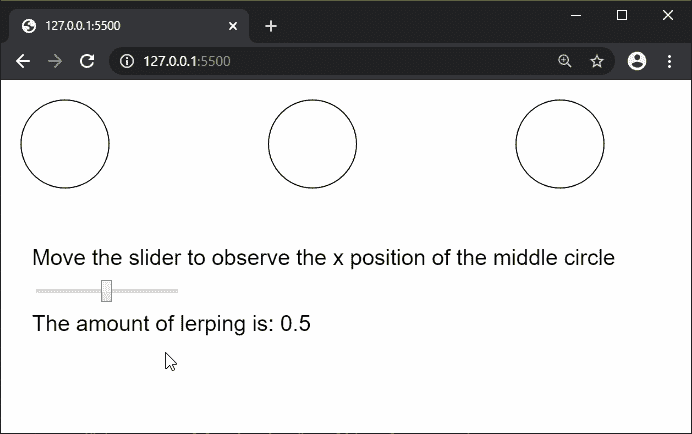 127.0.0.1:5500
127.0.0.1:5500
Move the slider to observe the x position of the middle circle
The amount of lerping is: 0.5